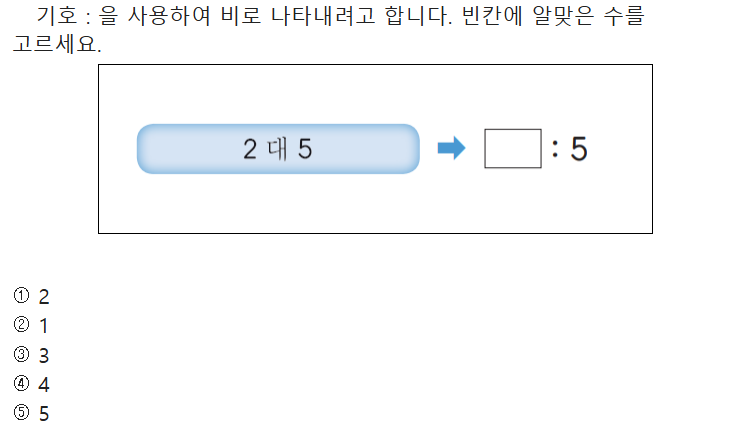 기호 : 을 사용하여 비로 나타내려고 합니다. 빈칸에 알맞은 수를
고르세요.
2 대 5 : 5
① 2
② 1
③ 3
④ 4
⑤ 5